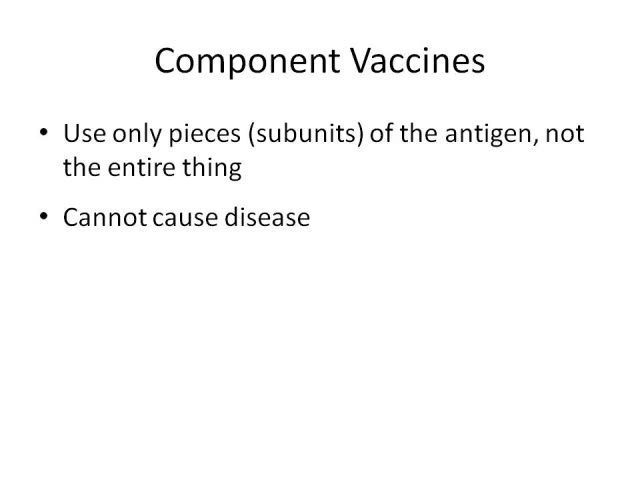 Component Vaccines
• Use only pieces (subunits) of the antigen, not
the entire thing
• Cannot cause disease